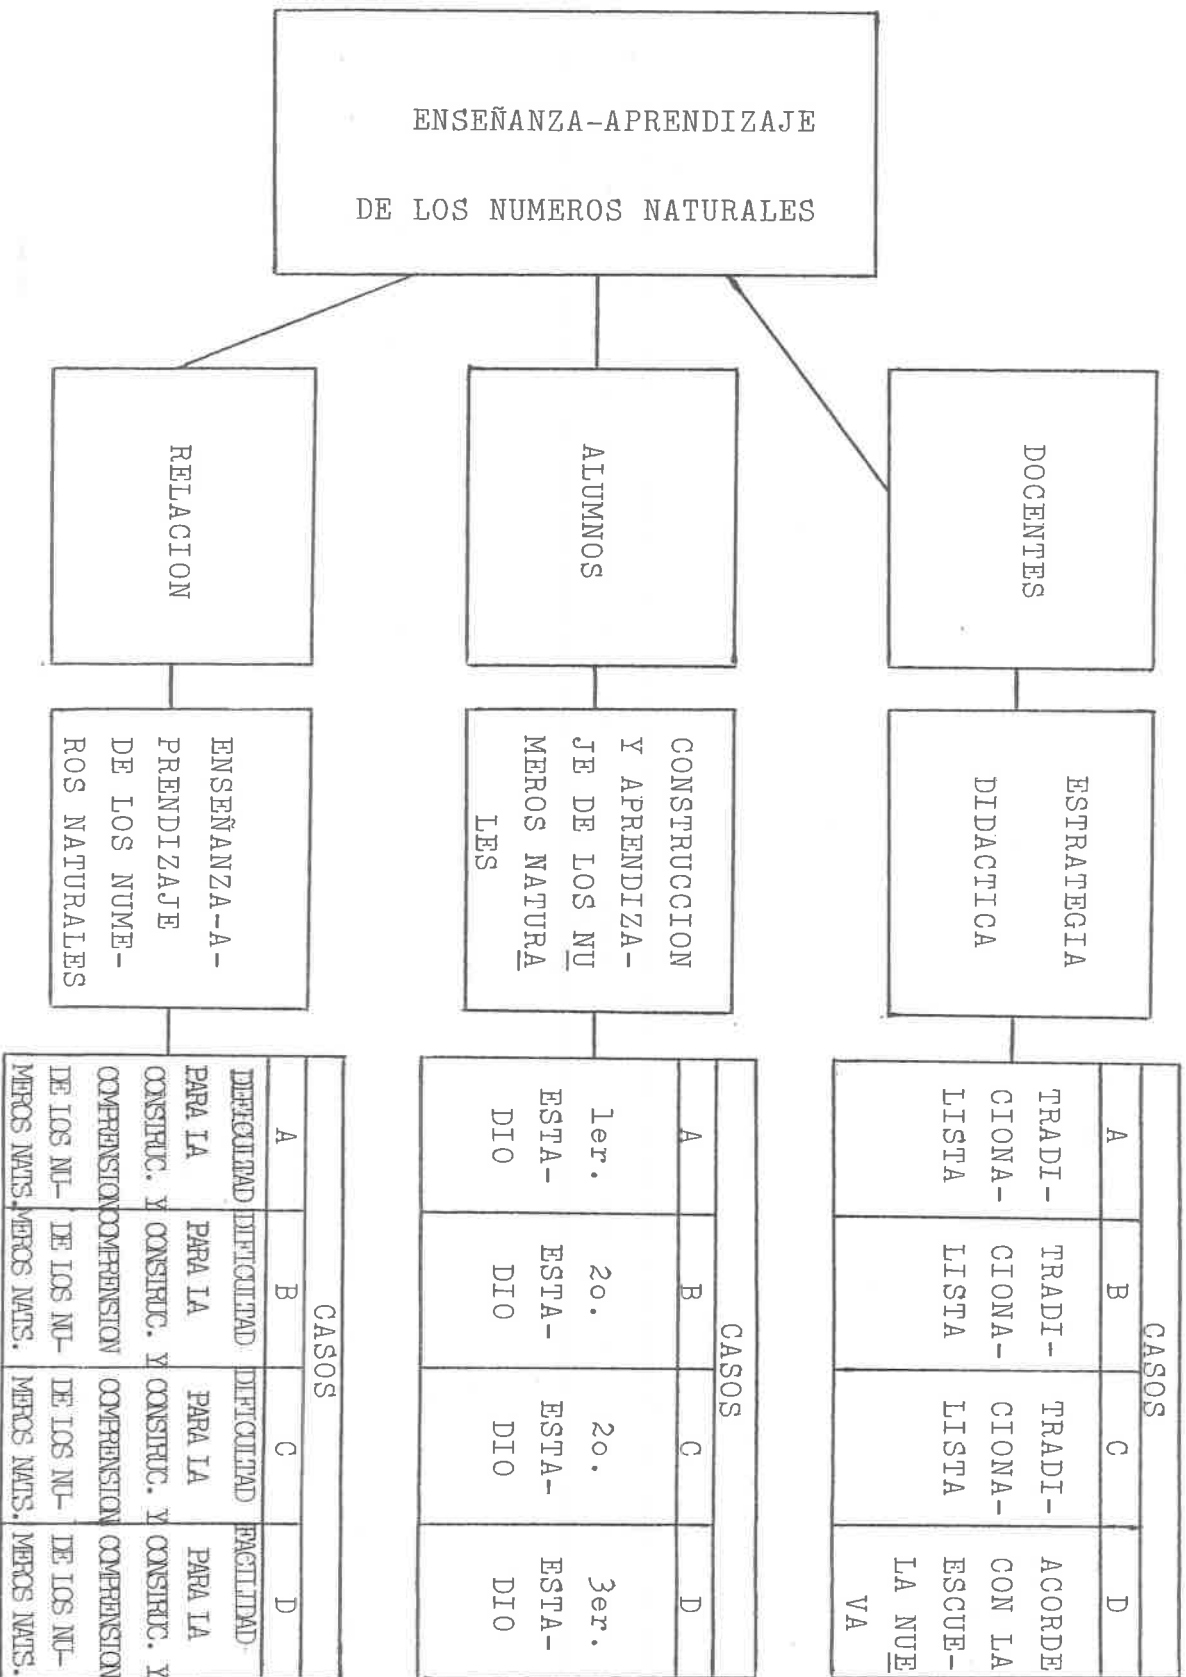 ENSEÑANZA-APRENDIZAJE
DE LOS NUMEROS NATURALES
DOCENTES
ESTRATEGIA
DIDACTICA
CASOS
A B C D
TRADI- TRADI- TRADI- ACORDE
CIONA- CIONA- CIONA- CON LA
LISTA LISTA LISTA ESCUE-
LA NUE
VA
ALUMNOS
CONSTRUCCION
Y APRENDIZA-
JE DE LOS NU
MEROS NATURA
LES
CASOS
A B C D
1er. 2o. 2o. 3er.
ESTA- ESTA- ESTA- ESTA-
DIO DIO DIO DIO
RELACION
ENSEÑANZA-A-
PRENDIZAJE
DE LOS NUME-
ROS NATURALES
CASOS
A B C D
DIFICULTAD DIFICULTAD DIFICULTAD FACILIDAD
PARA LA PARA LA PARA LA PARA LA
CONSTRUC. Y CONSTRUC. Y CONSTRUC. Y CONSTRUC. Y
COMPRENSION COMPRENSION COMPRENSION COMPRENSION
DE LOS NU- DE LOS NU- DE LOS NU- DE LOS NU-
MEROS NATS. MEROS NATS. MEROS NATS. MEROS NATS.